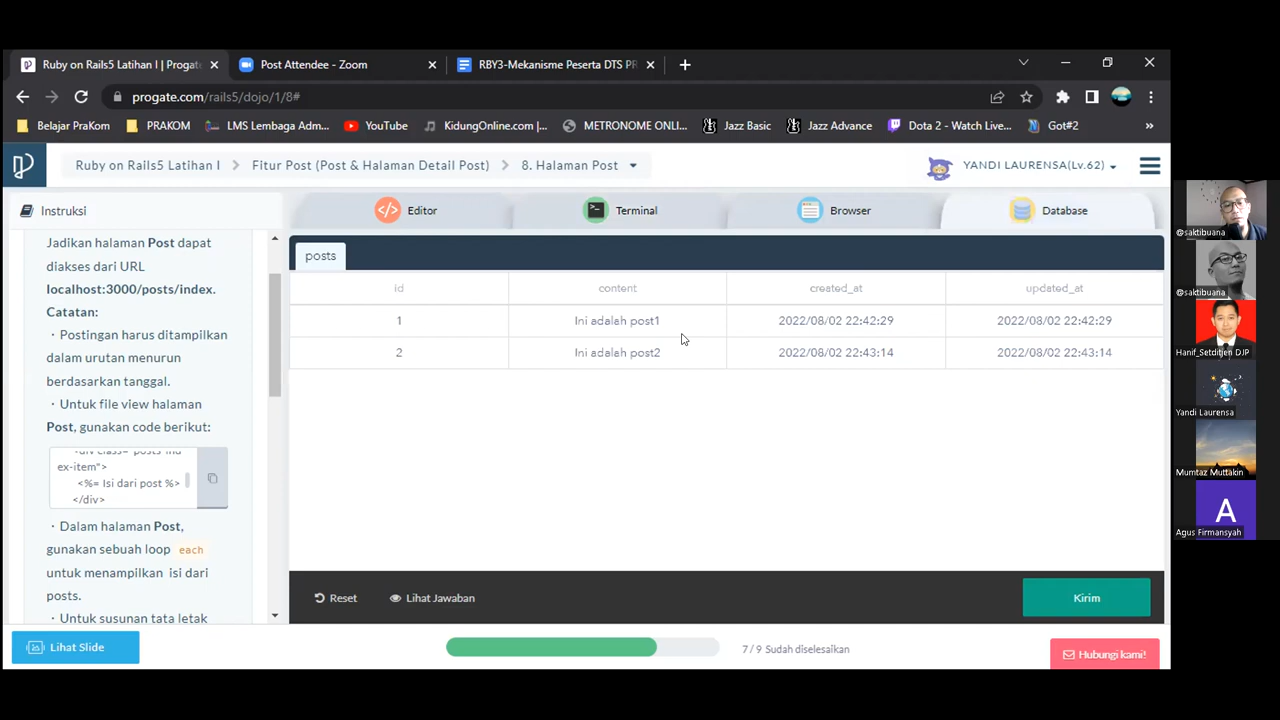 Ruby on Rails5 Latihan I | Progate
Post Attendee - Zoom
RBY3-Mekanisme Peserta DTS PR
progate.com/rails5/dojo/1/8#
Belajar PraKom
PRAKOM
LMS Lembaga Adm...
YouTube
KidungOnline.com |...
METRONOME ONLI...
Jazz Basic
Jazz Advance
Dota 2 - Watch Live...
Got#2
»
Ruby on Rails5 Latihan I
Fitur Post (Post & Halaman Detail Post)
8. Halaman Post
YANDI LAURENSA(Lv.62)
Instruksi
Editor
Terminal
Browser
Database
Jadikan halaman Post dapat
diakses dari URL
localhost:3000/posts/index.
Catatan:
・Postingan harus ditampilkan
dalam urutan menurun
berdasarkan tanggal.
・Untuk file view halaman
Post, gunakan code berikut:
<div class="posts-ind
ex-item">
<%= Isi dari post %>
</div>
・Dalam halaman Post,
gunakan sebuah loop each
untuk menampilkan isi dari
posts.
・Untuk susunan tata letak
posts
id content created_at updated_at
1 Ini adalah post1 2022/08/02 22:42:29 2022/08/02 22:42:29
2 Ini adalah post2 2022/08/02 22:43:14 2022/08/02 22:43:14
Reset
Lihat Jawaban
Kirim
Lihat Slide
7 / 9 Sudah diselesaikan
Hubungi kami!
@saktibuana
@saktibuana
Hanif_Setditjen DJP
Yandi Laurensa
Mumtaz Muttakin
A
Agus Firmansyah